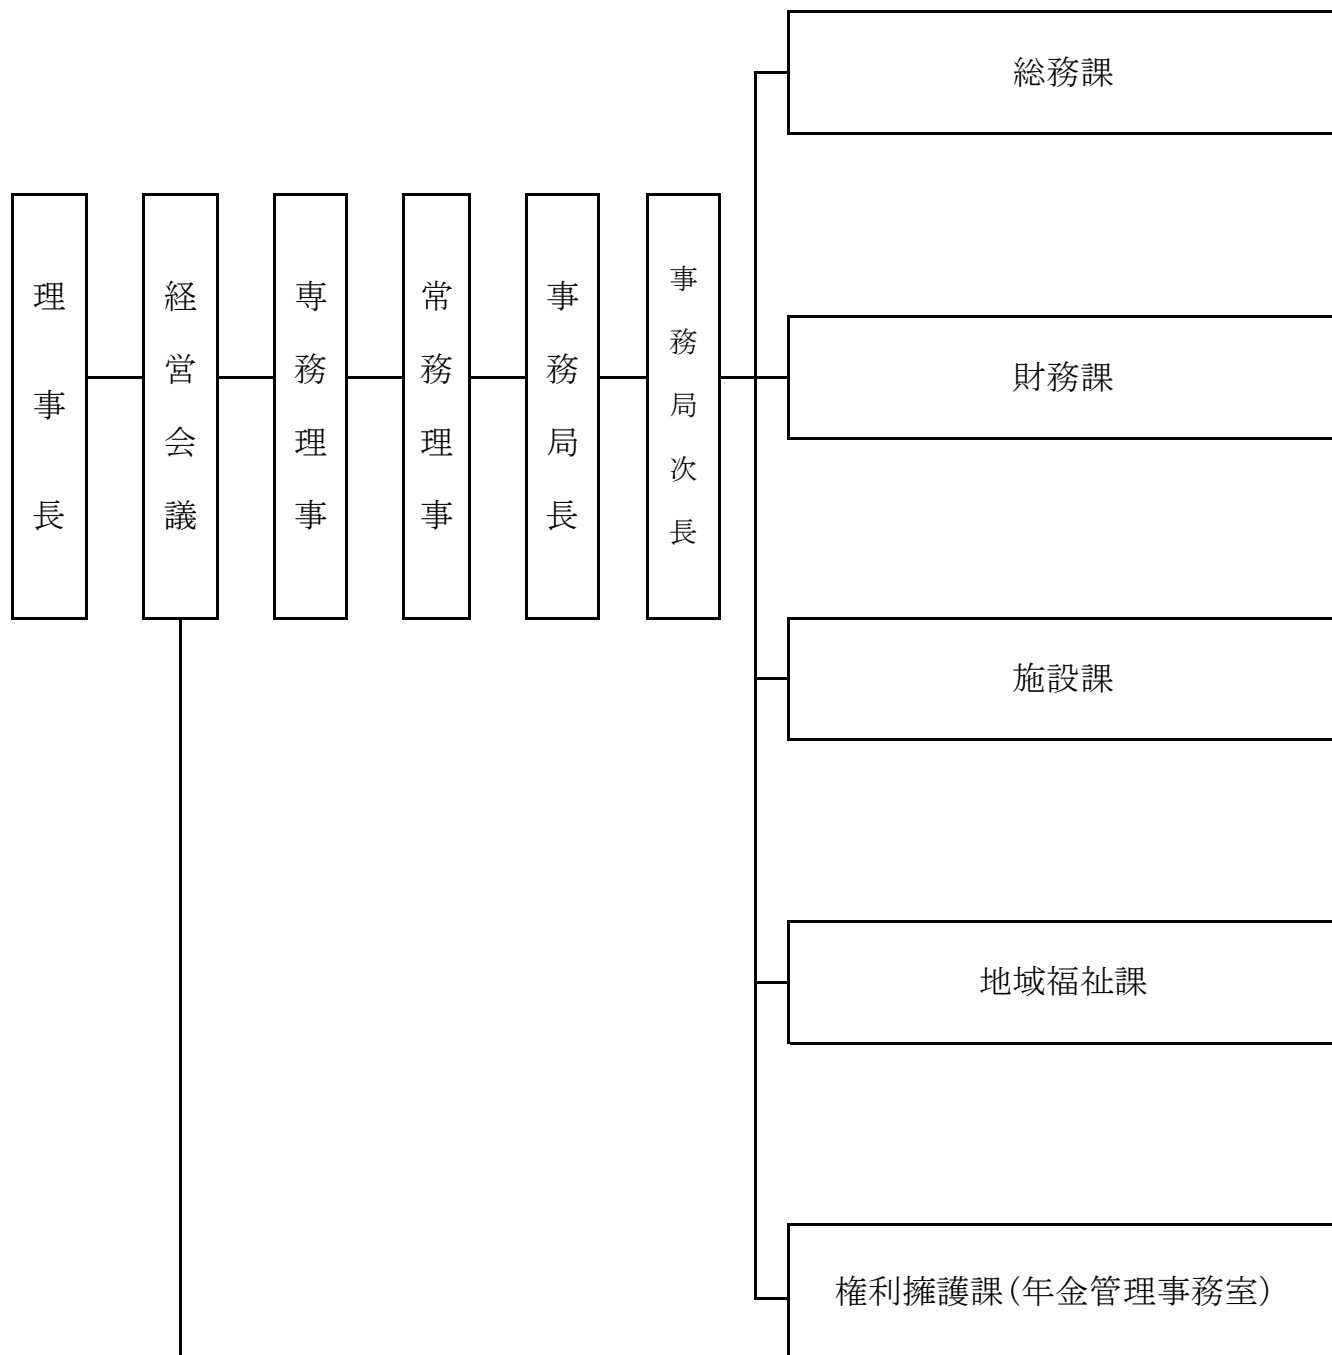 理事長
経営会議
専務理事
常務理事
事務局長
事務局次長
総務課
財務課
施設課
地域福祉課
権利擁護課(年金管理事務室)